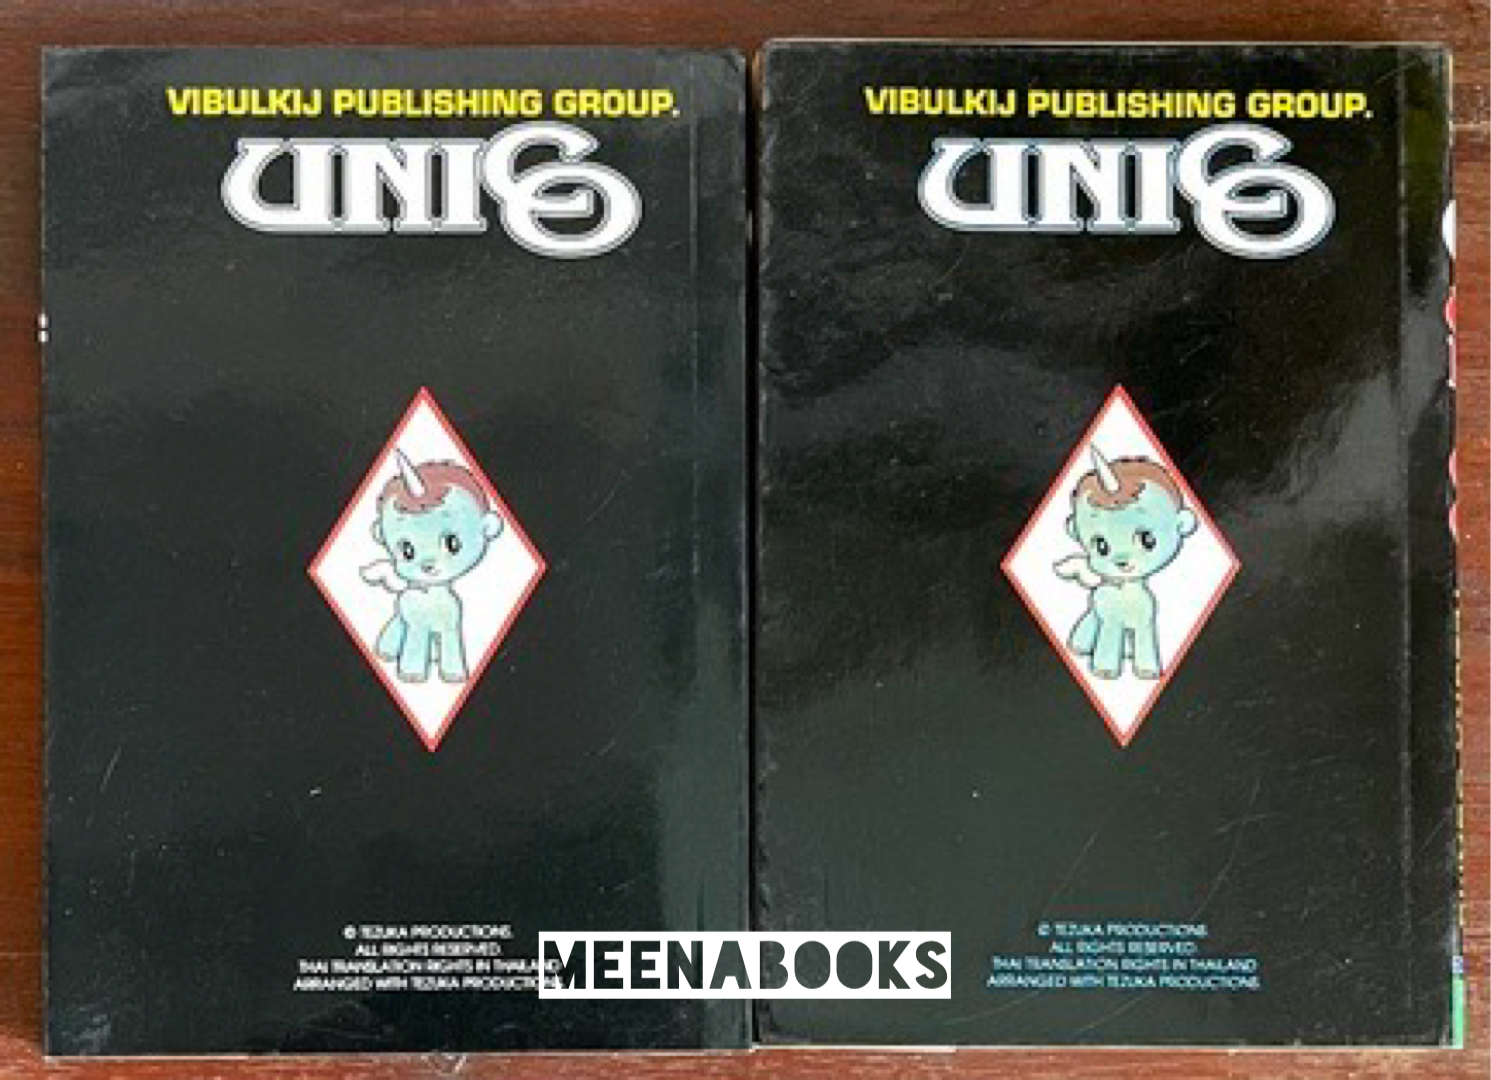 VIBULKIJ PUBLISHING GROUP.
UNICO
© TEZUKA PRODUCTIONS
ALL RIGHTS RESERVED.
THAI TRANSLATION RIGHTS IN THAILAND
ARRANGED WITH TEZUKA PRODUCTIONS
VIBULKIJ PUBLISHING GROUP.
UNICO
© TEZUKA PRODUCTIONS
ALL RIGHTS RESERVED.
THAI TRANSLATION RIGHTS IN THAILAND
ARRANGED WITH TEZUKA PRODUCTIONS.
MEENABOOKS